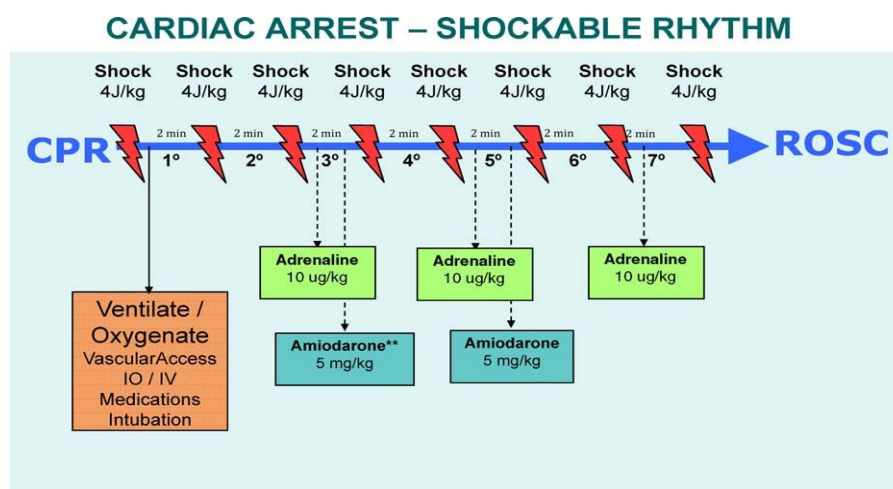 CARDIAC ARREST – SHOCKABLE RHYTHM
Shock Shock Shock Shock Shock Shock Shock Shock
4J/kg 4J/kg 4J/kg 4J/kg 4J/kg 4J/kg 4J/kg 4J/kg
2 min 2 min 2 min 2 min 2 min 2 min 2 min
CPR ROSC
1º 2º 3º 4º 5º 6º 7º
Adrenaline Adrenaline Adrenaline
10 ug/kg 10 ug/kg 10 ug/kg
Ventilate /
Oxygenate
VascularAccess
IO / IV
Medications
Intubation
Amiodarone** Amiodarone
5 mg/kg 5 mg/kg